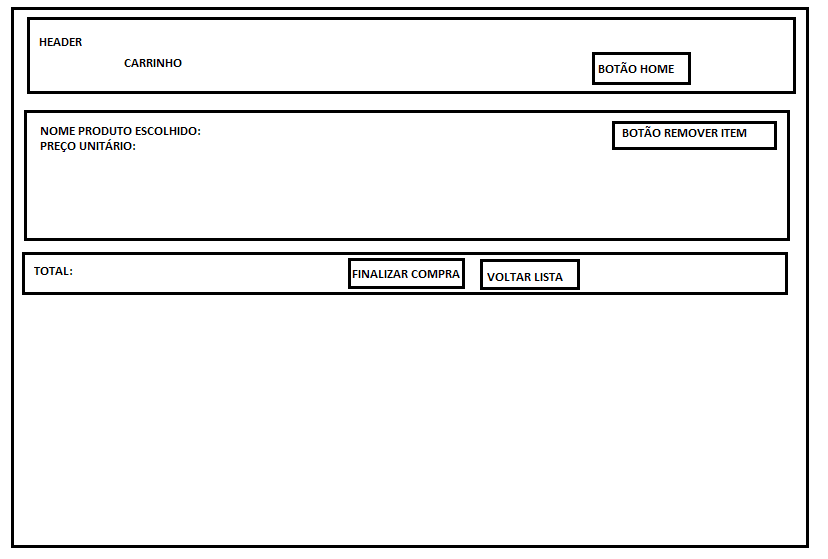 HEADER
CARRINHO
BOTÃO HOME
NOME PRODUTO ESCOLHIDO:
PREÇO UNITÁRIO:
BOTÃO REMOVER ITEM
TOTAL:
FINALIZAR COMPRA
VOLTAR LISTA